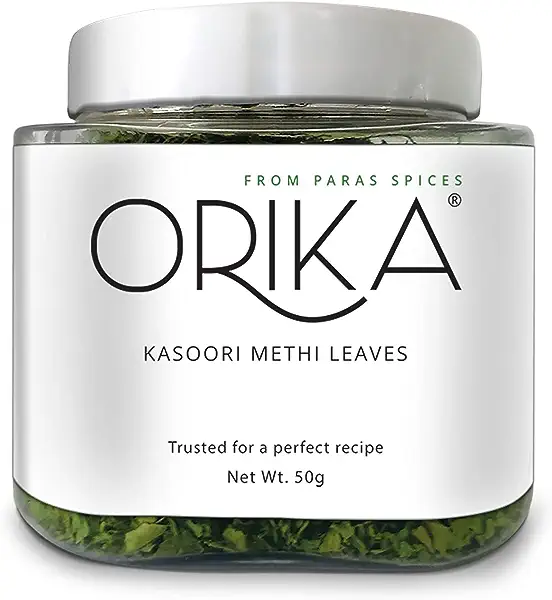 FROM PARAS SPICES
ORIKA®
KASOORI METHI LEAVES
Trusted for a perfect recipe
Net Wt. 50g